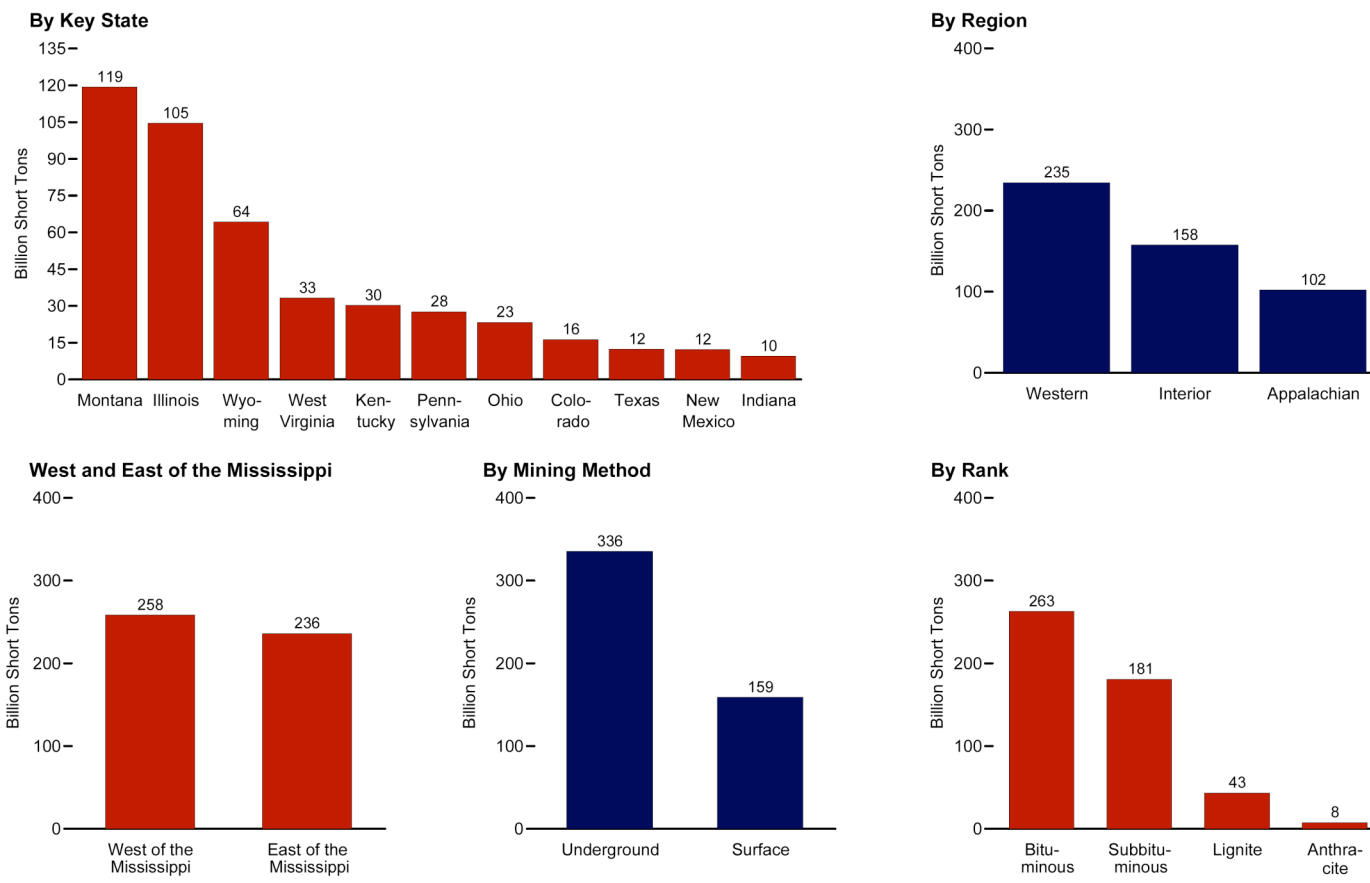 By Key State
135
120
105
90
75
60
45
30
15
0
Billion Short Tons
119
105
64
33
30
28
23
16
12
12
10
Montana Illinois Wyo- West Ken- Penn- Ohio Colo- Texas New Indiana
ming Virginia tucky sylvania rado Mexico
By Region
400
300
200
100
0
Billion Short Tons
235
158
102
Western Interior Appalachian
West and East of the Mississippi
400
300
200
100
0
Billion Short Tons
258
236
West of the East of the
Mississippi Mississippi
By Mining Method
400
300
200
100
0
Billion Short Tons
336
159
Underground Surface
By Rank
400
300
200
100
0
Billion Short Tons
263
181
43
8
Bitu- Subbitu- Lignite Anthra-
minous minous cite